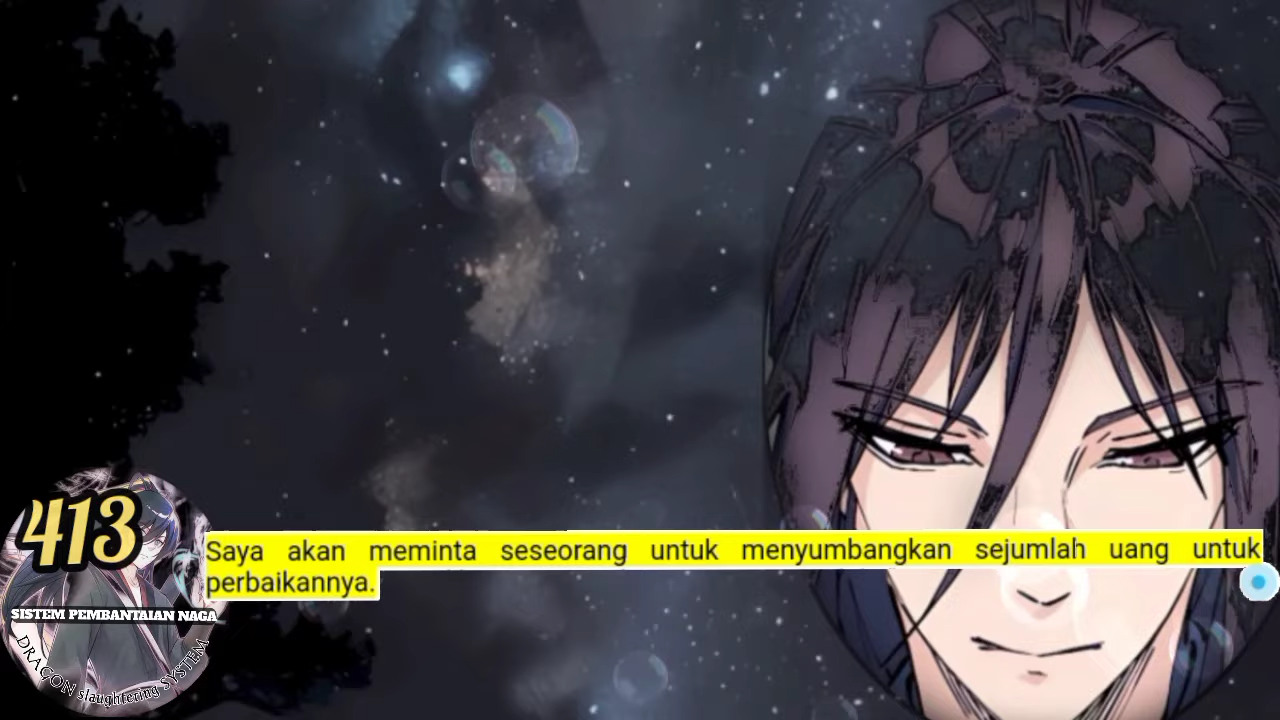 413
SISTEM PEMBANTAIAN NAGA
DRAGON slaughtering SYSTEM
Saya akan meminta seseorang untuk menyumbangkan sejumlah uang untuk
perbaikannya.